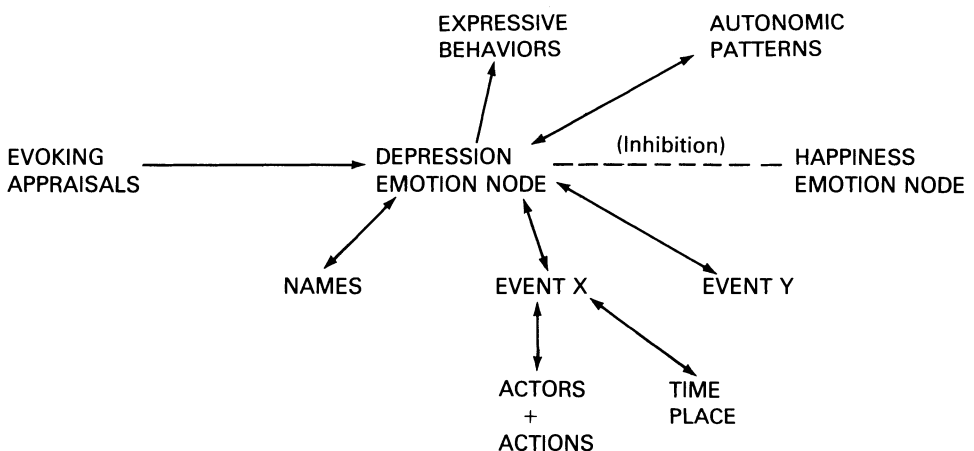 EXPRESSIVE
BEHAVIORS
AUTONOMIC
PATTERNS
(Inhibition)
EVOKING
APPRAISALS
DEPRESSION
EMOTION NODE
HAPPINESS
EMOTION NODE
NAMES
EVENT X
EVENT Y
ACTORS
+
ACTIONS
TIME
PLACE